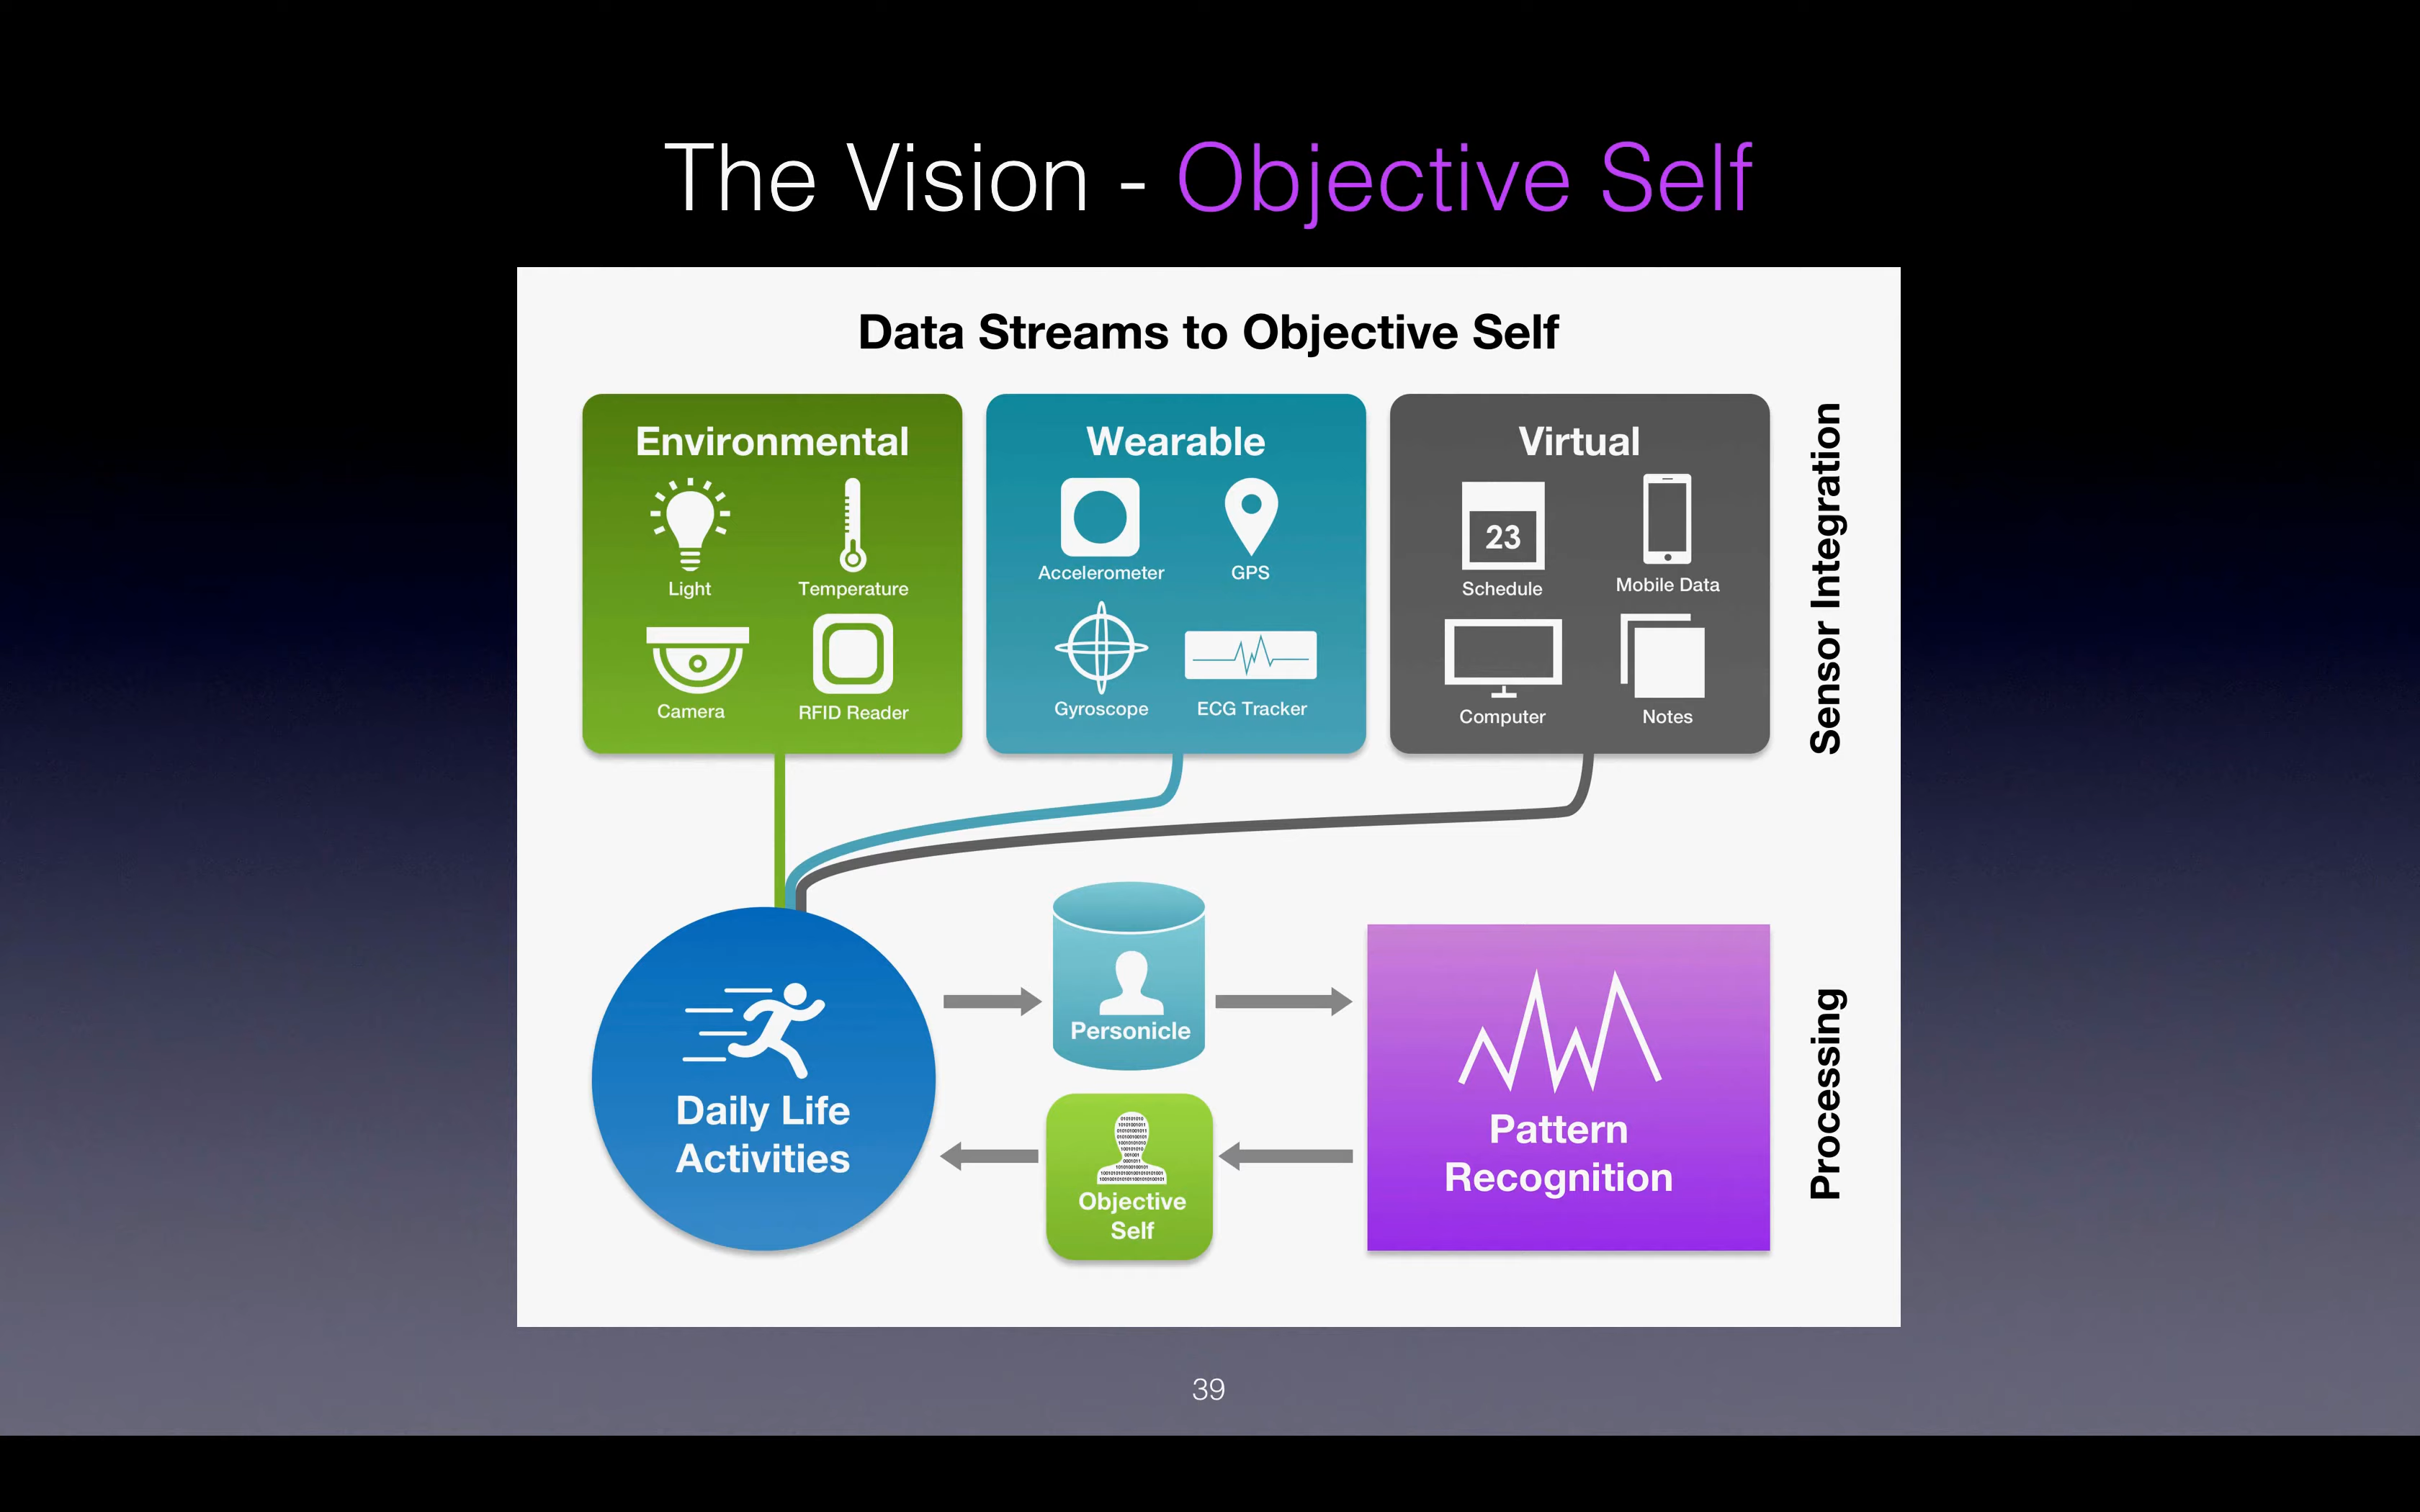 The Vision - Objective Self
Data Streams to Objective Self
Environmental
Light
Temperature
Camera
RFID Reader
Wearable
Accelerometer
GPS
Gyroscope
ECG Tracker
Virtual
23
Schedule
Mobile Data
Computer
Notes
Sensor Integration
Daily Life
Activities
Personicle
Pattern
Recognition
Objective
Self
Processing
39